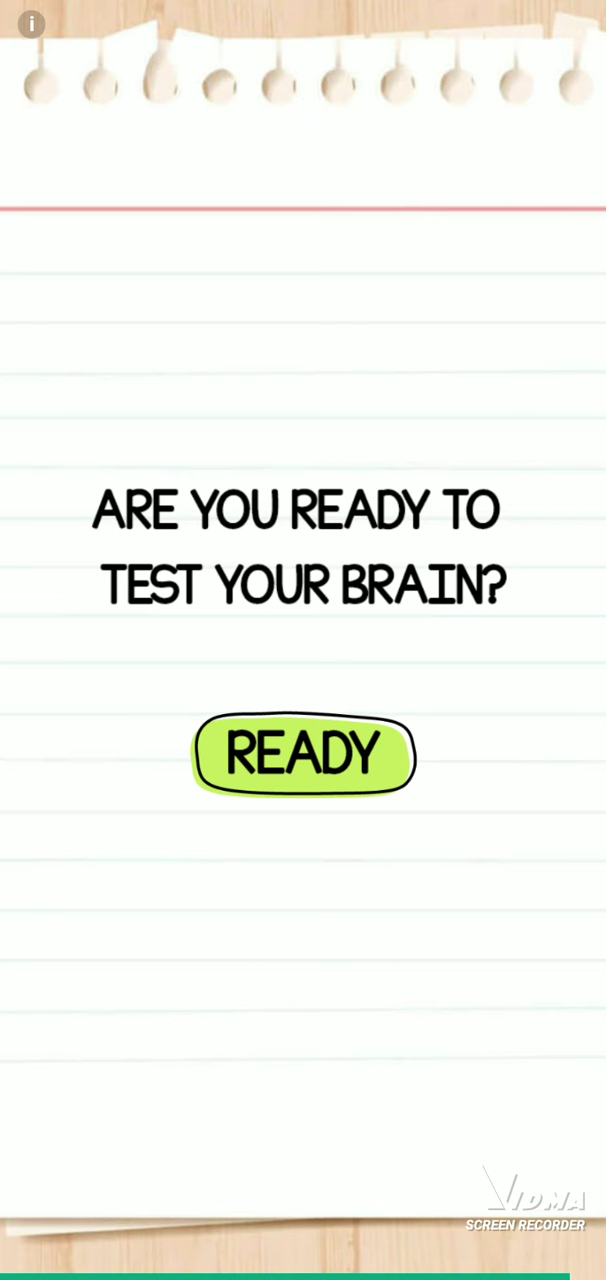 i
ARE YOU READY TO
TEST YOUR BRAIN?
READY
VIDMA
SCREEN RECORDER